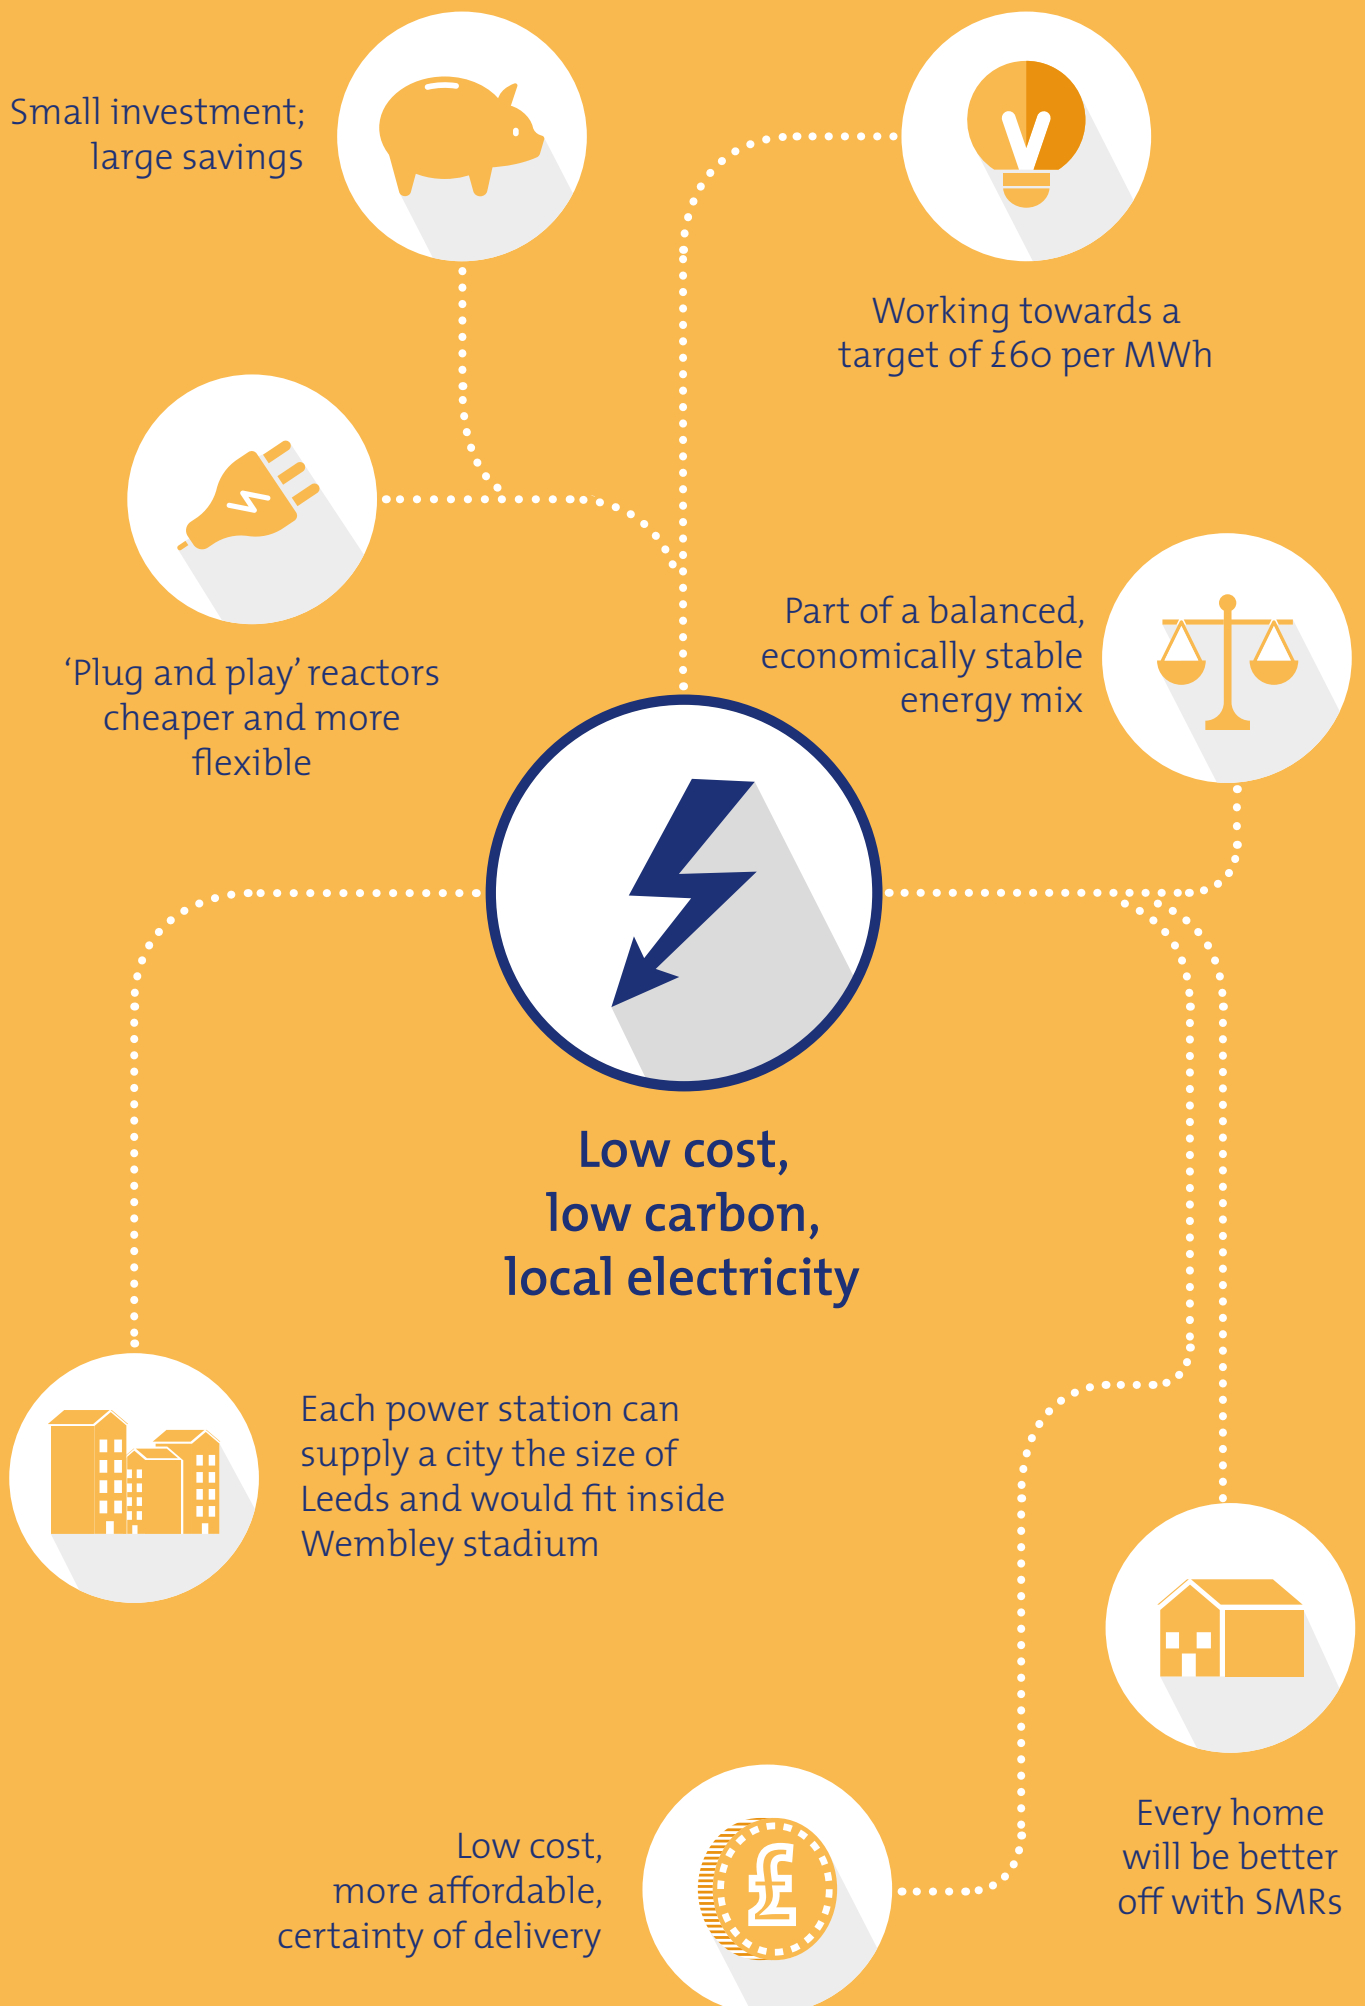 Small investment;
large savings
Working towards a
target of £60 per MWh
‘Plug and play’ reactors
cheaper and more
flexible
Part of a balanced,
economically stable
energy mix
Low cost,
low carbon,
local electricity
Each power station can
supply a city the size of
Leeds and would fit inside
Wembley stadium
Every home
will be better
off with SMRs
Low cost,
more affordable,
certainty of delivery
£